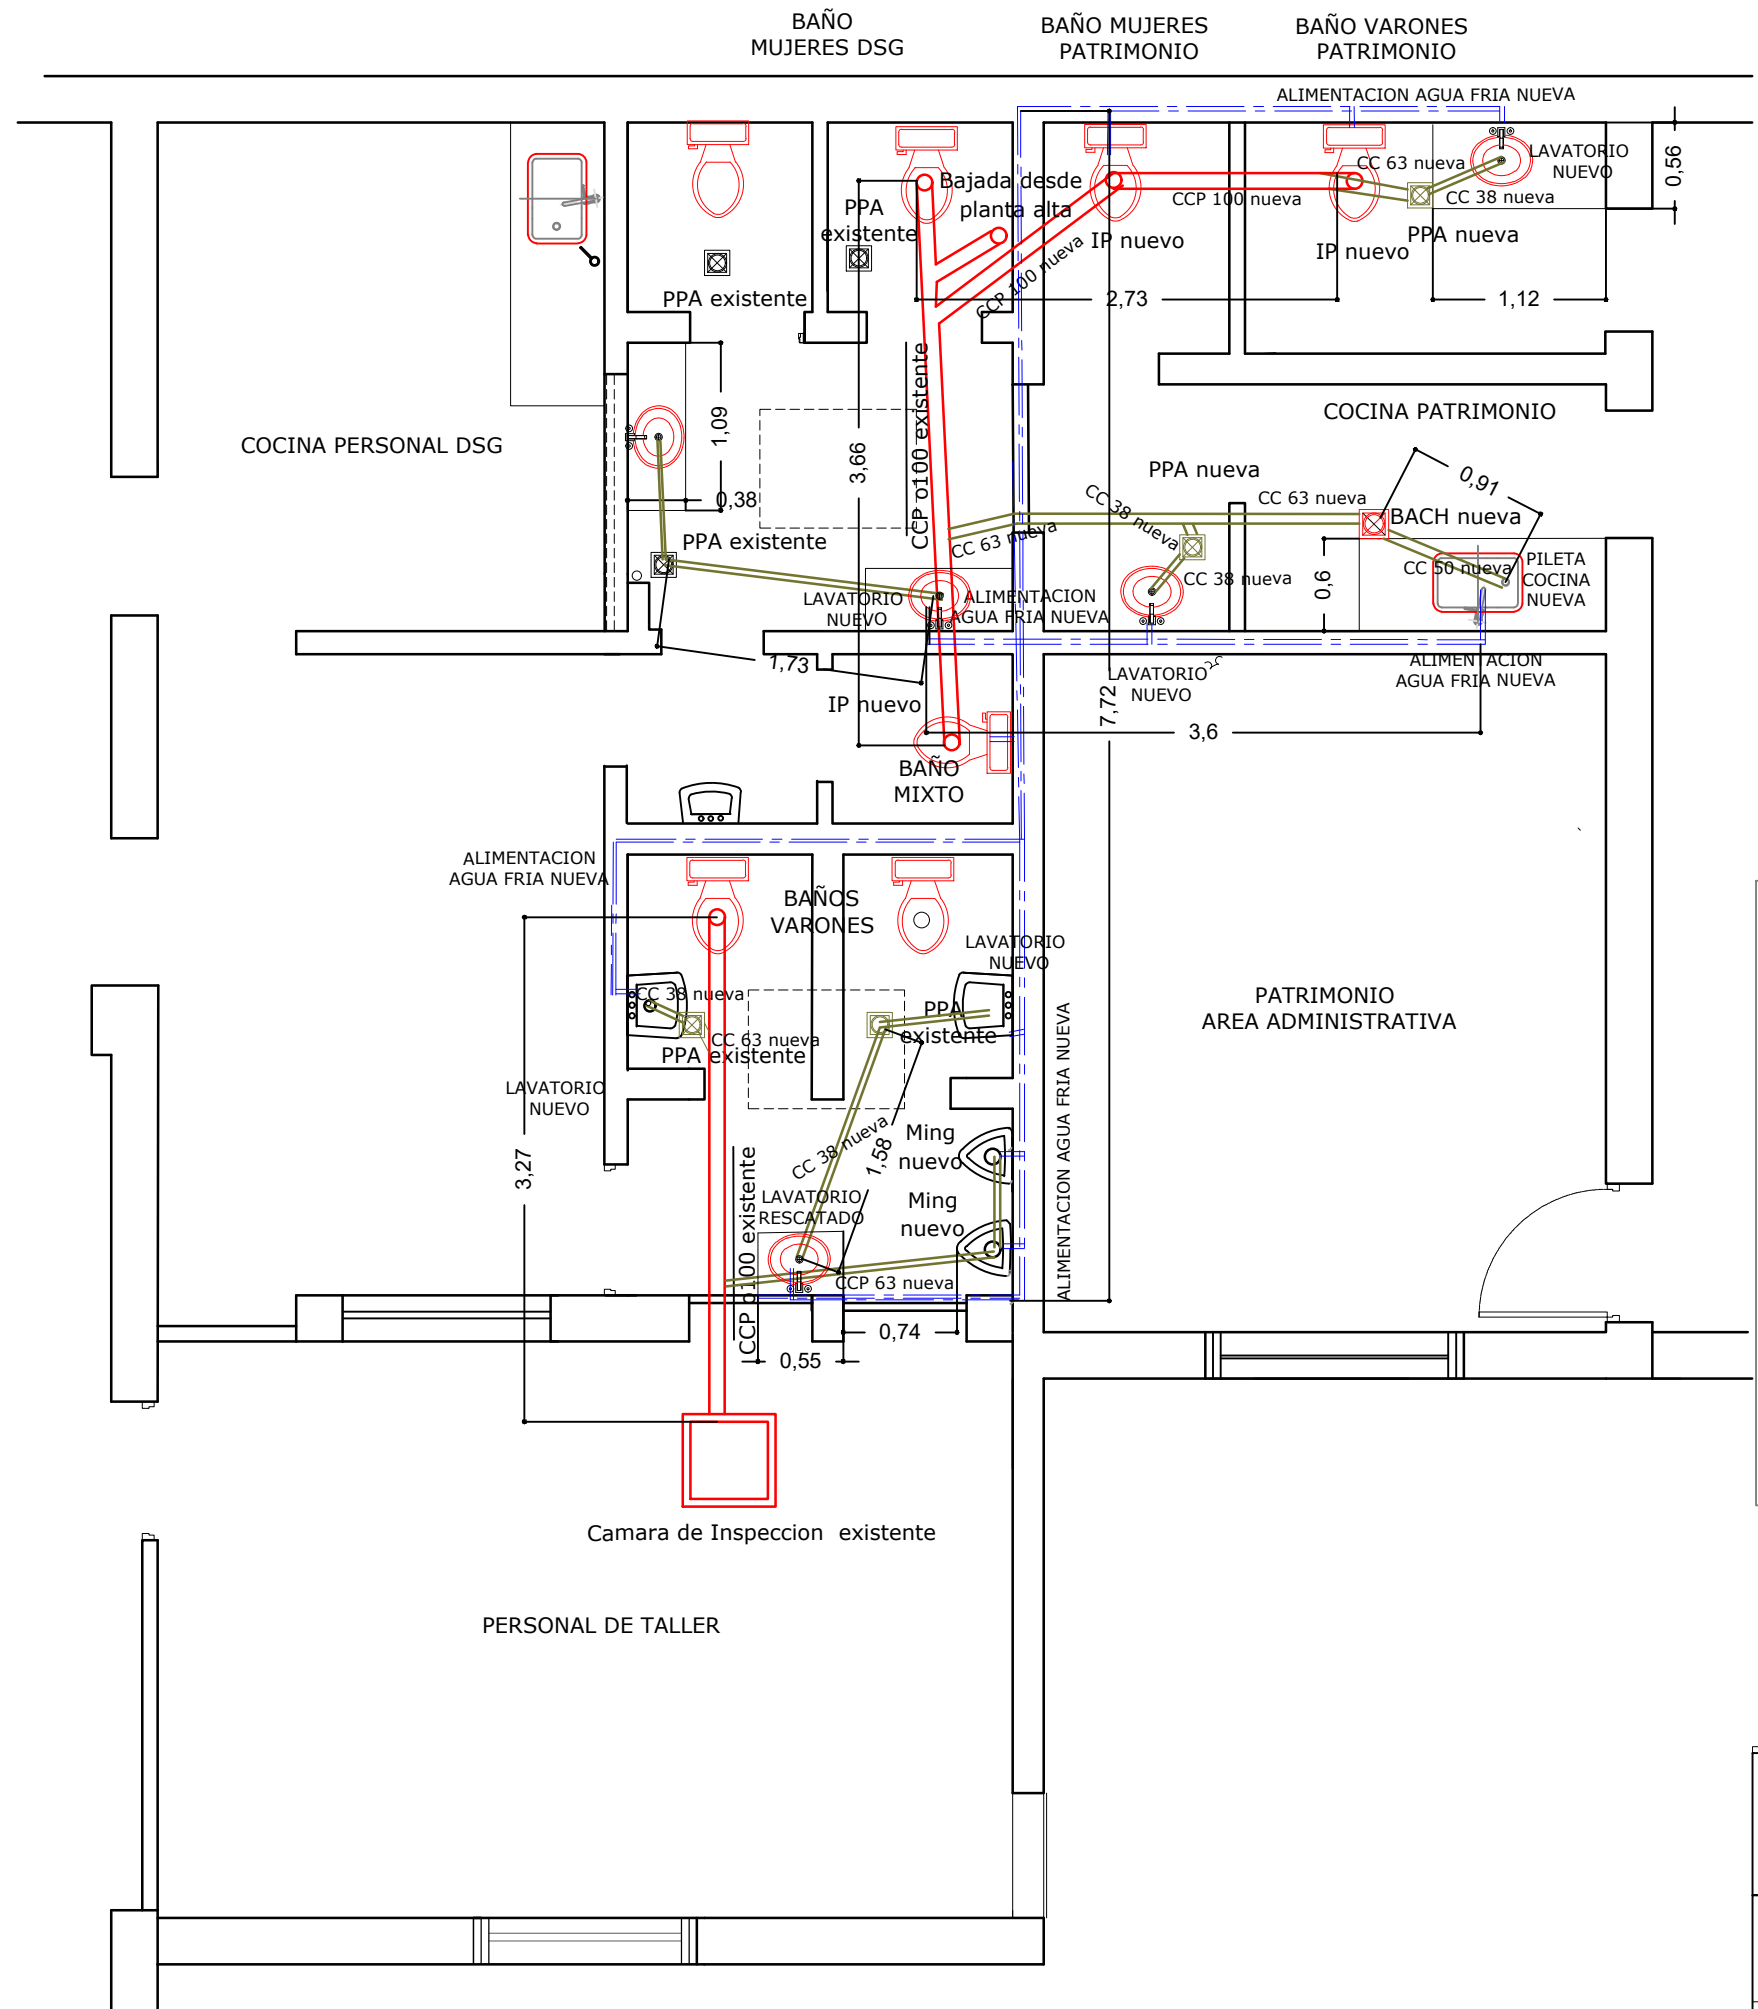 BAÑO
MUJERES DSG
BAÑO MUJERES
PATRIMONIO
BAÑO VARONES
PATRIMONIO
ALIMENTACION AGUA FRIA NUEVA
LAVATORIO
NUEVO
0,56
CC 63 nueva
CC 38 nueva
CCP 100 nueva
PPA nueva
IP nuevo
IP nuevo
Bajada desde
planta alta
PPA
existente
PPA existente
CCP 100 nueva
2,73
1,12
1,09
3,66
CCP o100 existente
0,38
COCINA PERSONAL DSG
COCINA PATRIMONIO
PPA nueva
CC 63 nueva
0,91
BACH nueva
CC 38 nueva
CC 63 nueva
PPA existente
CC 38 nueva
CC 50 nueva
PILETA
COCINA
NUEVA
0,6
LAVATORIO
NUEVO
ALIMENTACION
AGUA FRIA NUEVA
1,73
IP nuevo
LAVATORIO
NUEVO
ALIMENTACION
AGUA FRIA NUEVA
7,72
3,6
BAÑO
MIXTO
ALIMENTACION
AGUA FRIA NUEVA
BAÑOS
VARONES
LAVATORIO
NUEVO
CC 38 nueva
PPA
existente
CC 63 nueva
PPA existente
PATRIMONIO
AREA ADMINISTRATIVA
LAVATORIO
NUEVO
ALIMENTACION AGUA FRIA NUEVA
3,27
CC 38 nueva
1,58
Ming
nuevo
Ming
nuevo
LAVATORIO
RESCATADO
CCP o100 existente
CCP 63 nueva
0,74
0,55
Camara de Inspeccion  existente
PERSONAL DE TALLER